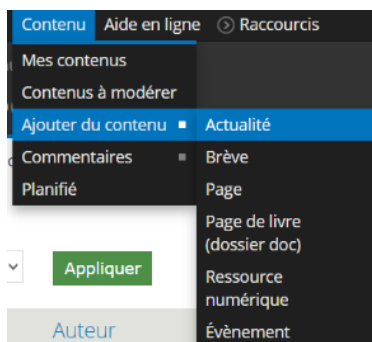 Contenu Aide en ligne Raccourcis
Mes contenus
Contenus à modérer
Ajouter du contenu
Commentaires
Planifié
Actualité
Brève
Page
Page de livre
(dossier doc)
Ressource
numérique
Évènement
Appliquer
Auteur